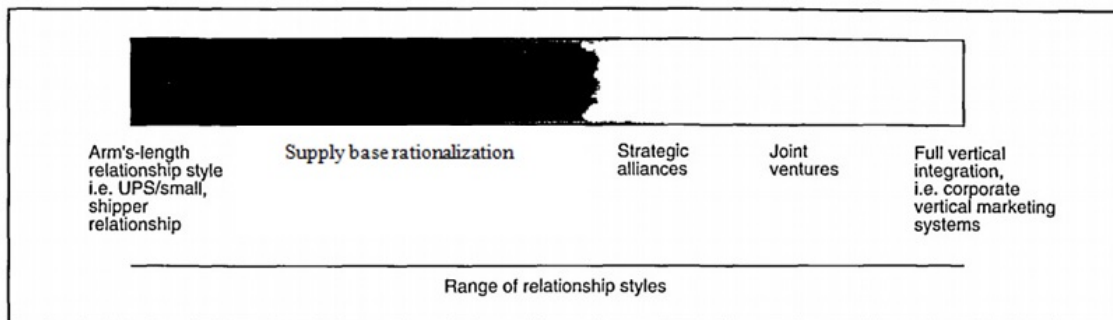 Arm's-length
relationship style
i.e. UPS/small,
shipper
relationship
Supply base rationalization
Strategic
alliances
Joint
ventures
Full vertical
integration,
i.e. corporate
vertical marketing
systems
Range of relationship styles